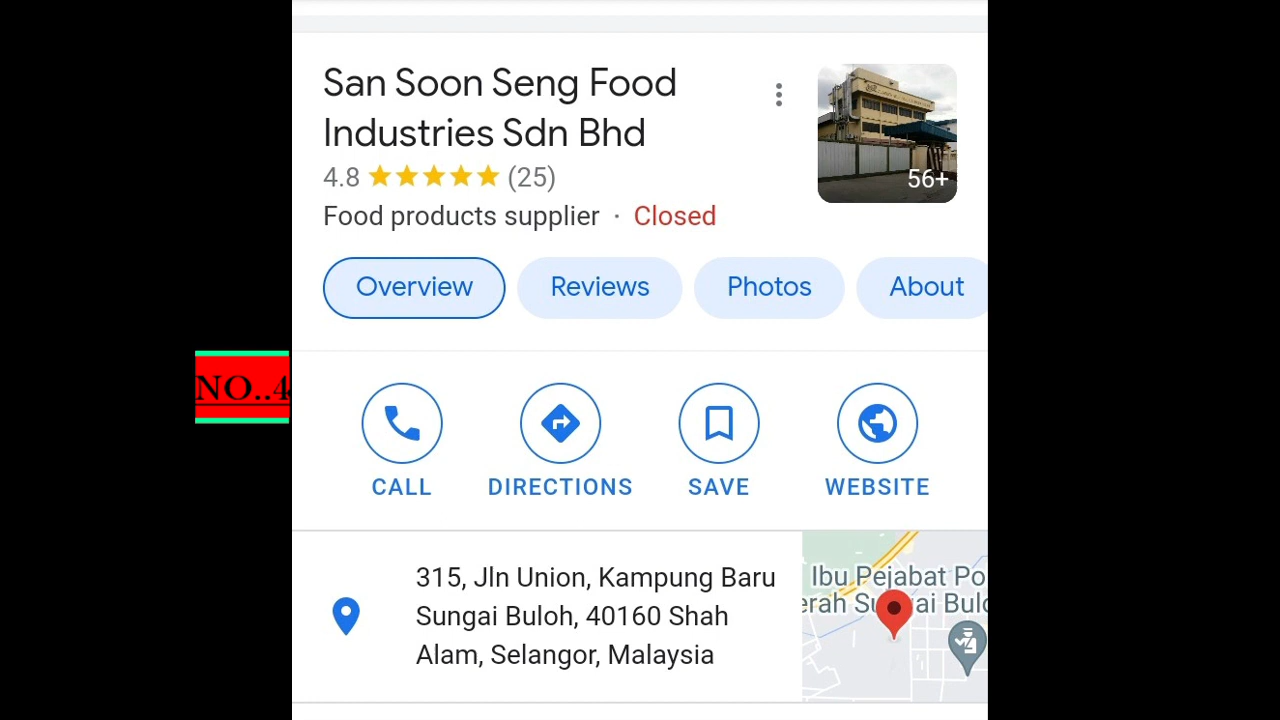 San Soon Seng Food
Industries Sdn Bhd
4.8 (25)
56+
Food products supplier · Closed
Overview Reviews Photos About
NO..4
CALL DIRECTIONS SAVE WEBSITE
315, Jln Union, Kampung Baru
Sungai Buloh, 40160 Shah
Alam, Selangor, Malaysia
Ibu Pejabat Po
erah Sungai Bulo